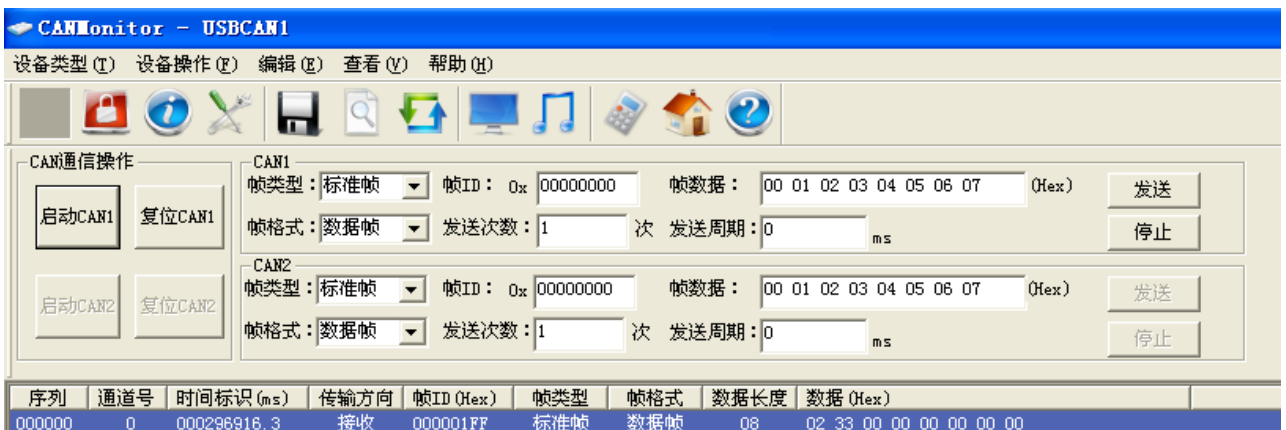 CANMonitor - USBCAN1
设备类型(T) 设备操作(F) 编辑(E) 查看(V) 帮助(H)
CAN通信操作
启动CAN1 复位CAN1
启动CAN2 复位CAN2
CAN1
帧类型：标准帧 帧ID： 0x 00000000 帧数据： 00 01 02 03 04 05 06 07 (Hex) 发送
帧格式：数据帧 发送次数：1 次 发送周期：0 ms 停止
CAN2
帧类型：标准帧 帧ID： 0x 00000000 帧数据： 00 01 02 03 04 05 06 07 (Hex) 发送
帧格式：数据帧 发送次数：1 次 发送周期：0 ms 停止
序列 通道号 时间标识(ms) 传输方向 帧ID(Hex) 帧类型 帧格式 数据长度 数据(Hex)
000000 0 000296916.3 接收 000001FF 标准帧 数据帧 08 02 33 00 00 00 00 00 00